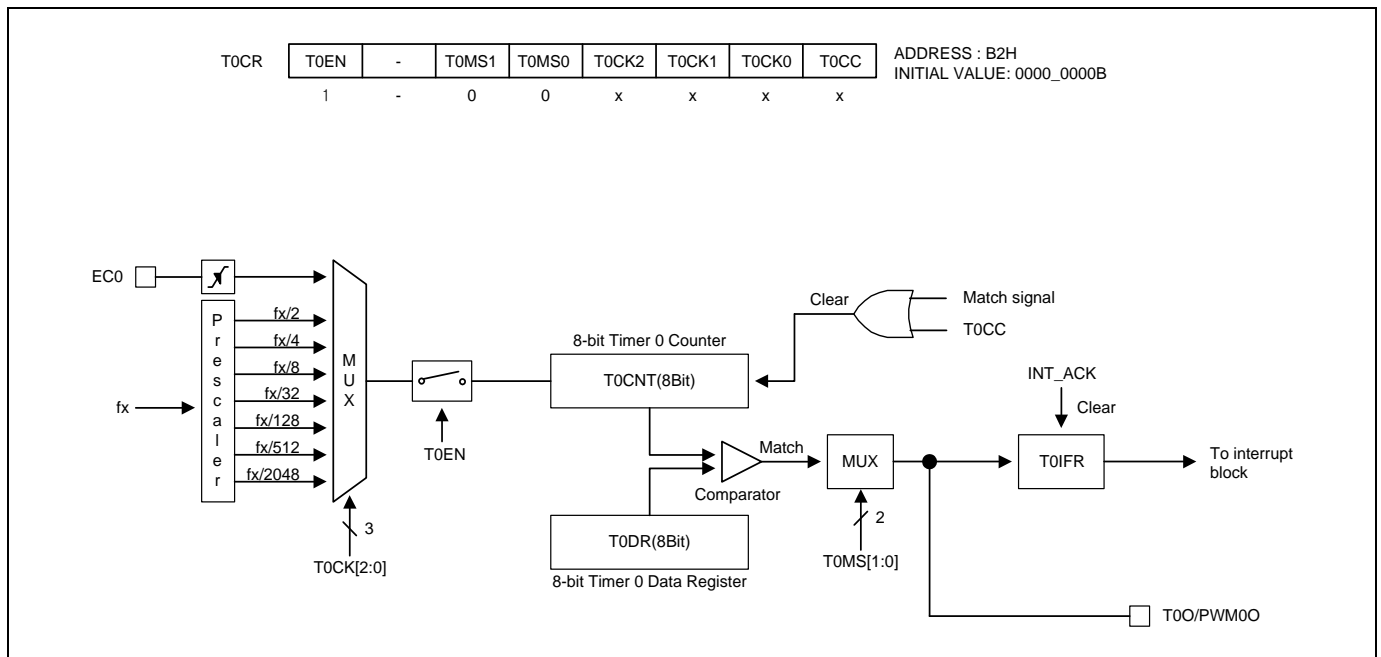 T0CR T0EN - T0MS1 T0MS0 T0CK2 T0CK1 T0CK0 T0CC
ADDRESS : B2H
INITIAL VALUE: 0000_0000B
1 - 0 0 x x x x
EC0
Prescaler
fx
fx/2
fx/4
fx/8
fx/32
fx/128
fx/512
fx/2048
MUX
3
T0CK[2:0]
T0EN
8-bit Timer 0 Counter
T0CNT(8Bit)
Clear
Match signal
T0CC
Comparator
Match
T0DR(8Bit)
8-bit Timer 0 Data Register
MUX
2
T0MS[1:0]
INT_ACK
Clear
T0IFR
To interrupt
block
T0O/PWM0O